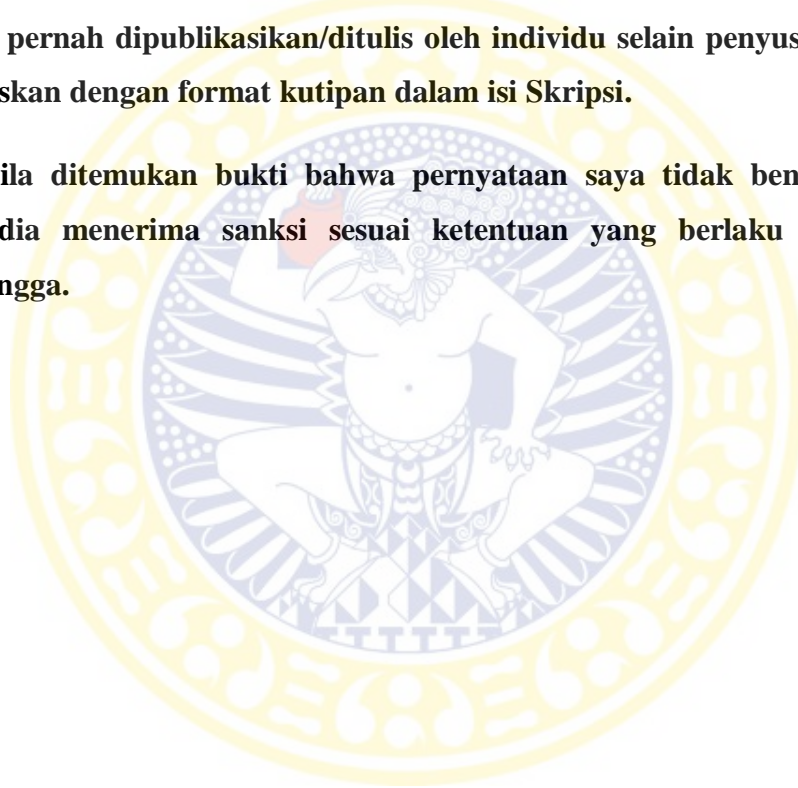 pernah dipublikasikan/ditulis oleh individu selain penyus
skan dengan format kutipan dalam isi Skripsi.
ila ditemukan bukti bahwa pernyataan saya tidak ben
dia menerima sanksi sesuai ketentuan yang berlaku
ngga.